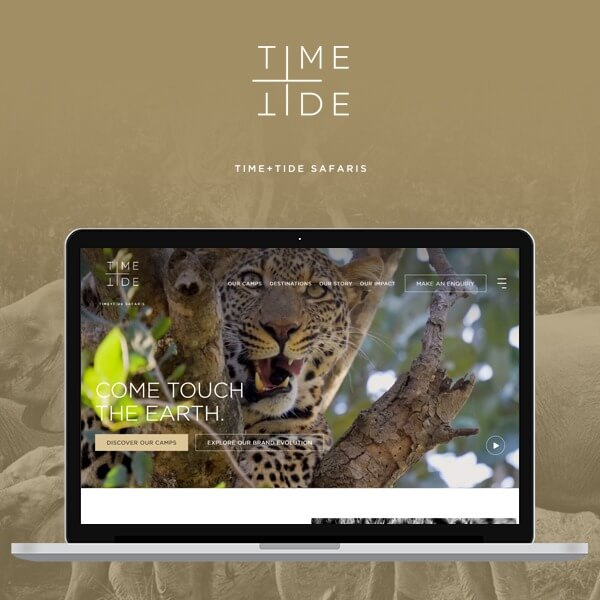 TIME
TIDE
TIME+TIDE SAFARIS
TIME
TIDE
TIME+TIDE SAFARIS
OUR CAMPS DESTINATIONS OUR STORY OUR IMPACT MAKE AN ENQUIRY
COME TOUCH
THE EARTH.
DISCOVER OUR CAMPS EXPLORE OUR BRAND EVOLUTION